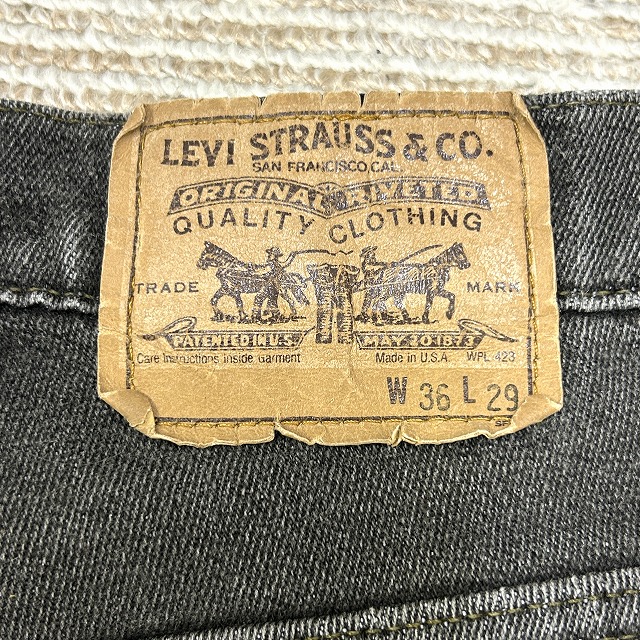 LEVI STRAUSS & CO.
SAN FRANCISCO, CAL.
ORIGINAL RIVETED
QUALITY CLOTHING
TRADE MARK
PATENTED IN U.S. MAY 20 1873
Care Instructions Inside Garment Made in U.S.A. WPL 423
W 36 L 29